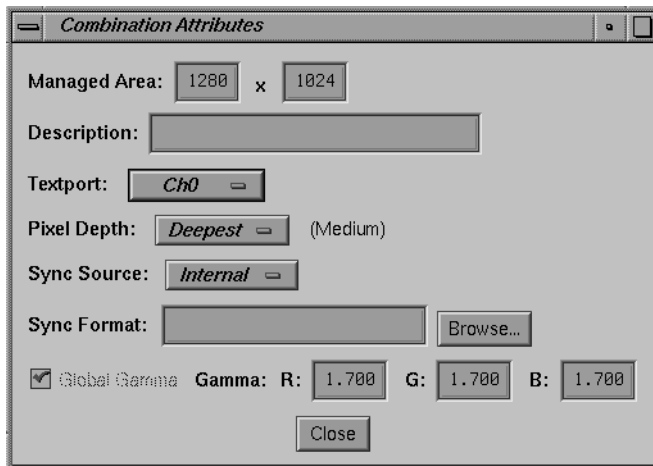 Combination Attributes
Managed Area: 1280 x 1024
Description:
Textport: Ch0
Pixel Depth: Deepest (Medium)
Sync Source: Internal
Sync Format: Browse...
Global Gamma Gamma: R: 1.700 G: 1.700 B: 1.700
Close